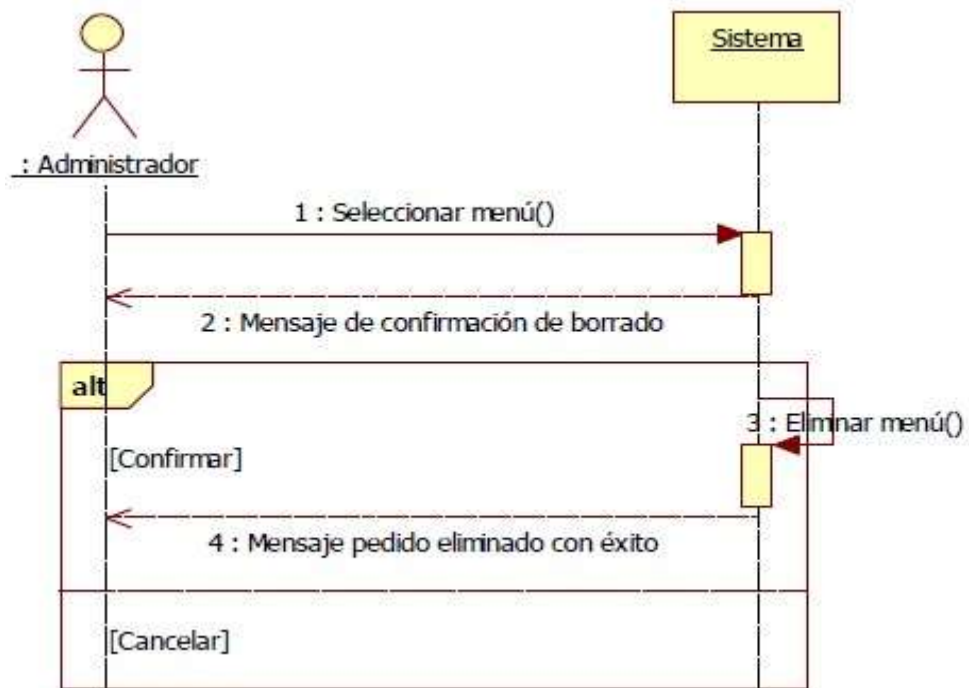 Sistema
: Administrador
1 : Seleccionar menú()
2 : Mensaje de confirmación de borrado
alt
3 : Eliminar menú()
[Confirmar]
4 : Mensaje pedido eliminado con éxito
[Cancelar]